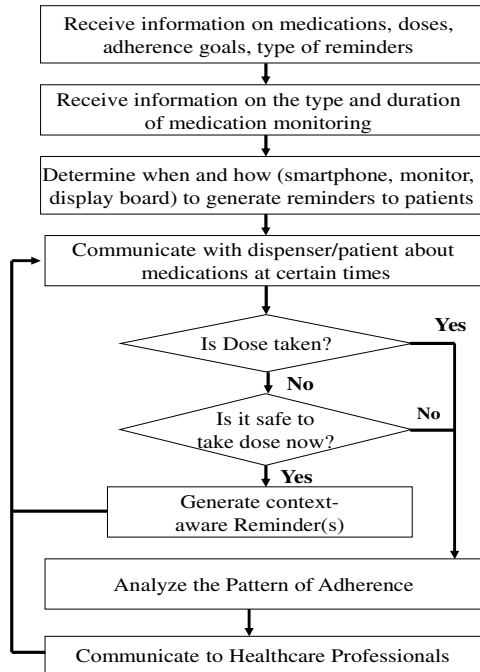 Receive information on medications, doses,
adherence goals, type of reminders
Receive information on the type and duration
of medication monitoring
Determine when and how (smartphone, monitor,
display board) to generate reminders to patients
Communicate with dispenser/patient about
medications at certain times
Yes
Is Dose taken?
No
Is it safe to
take dose now?
No
Yes
Generate context-
aware Reminder(s)
Analyze the Pattern of Adherence
Communicate to Healthcare Professionals